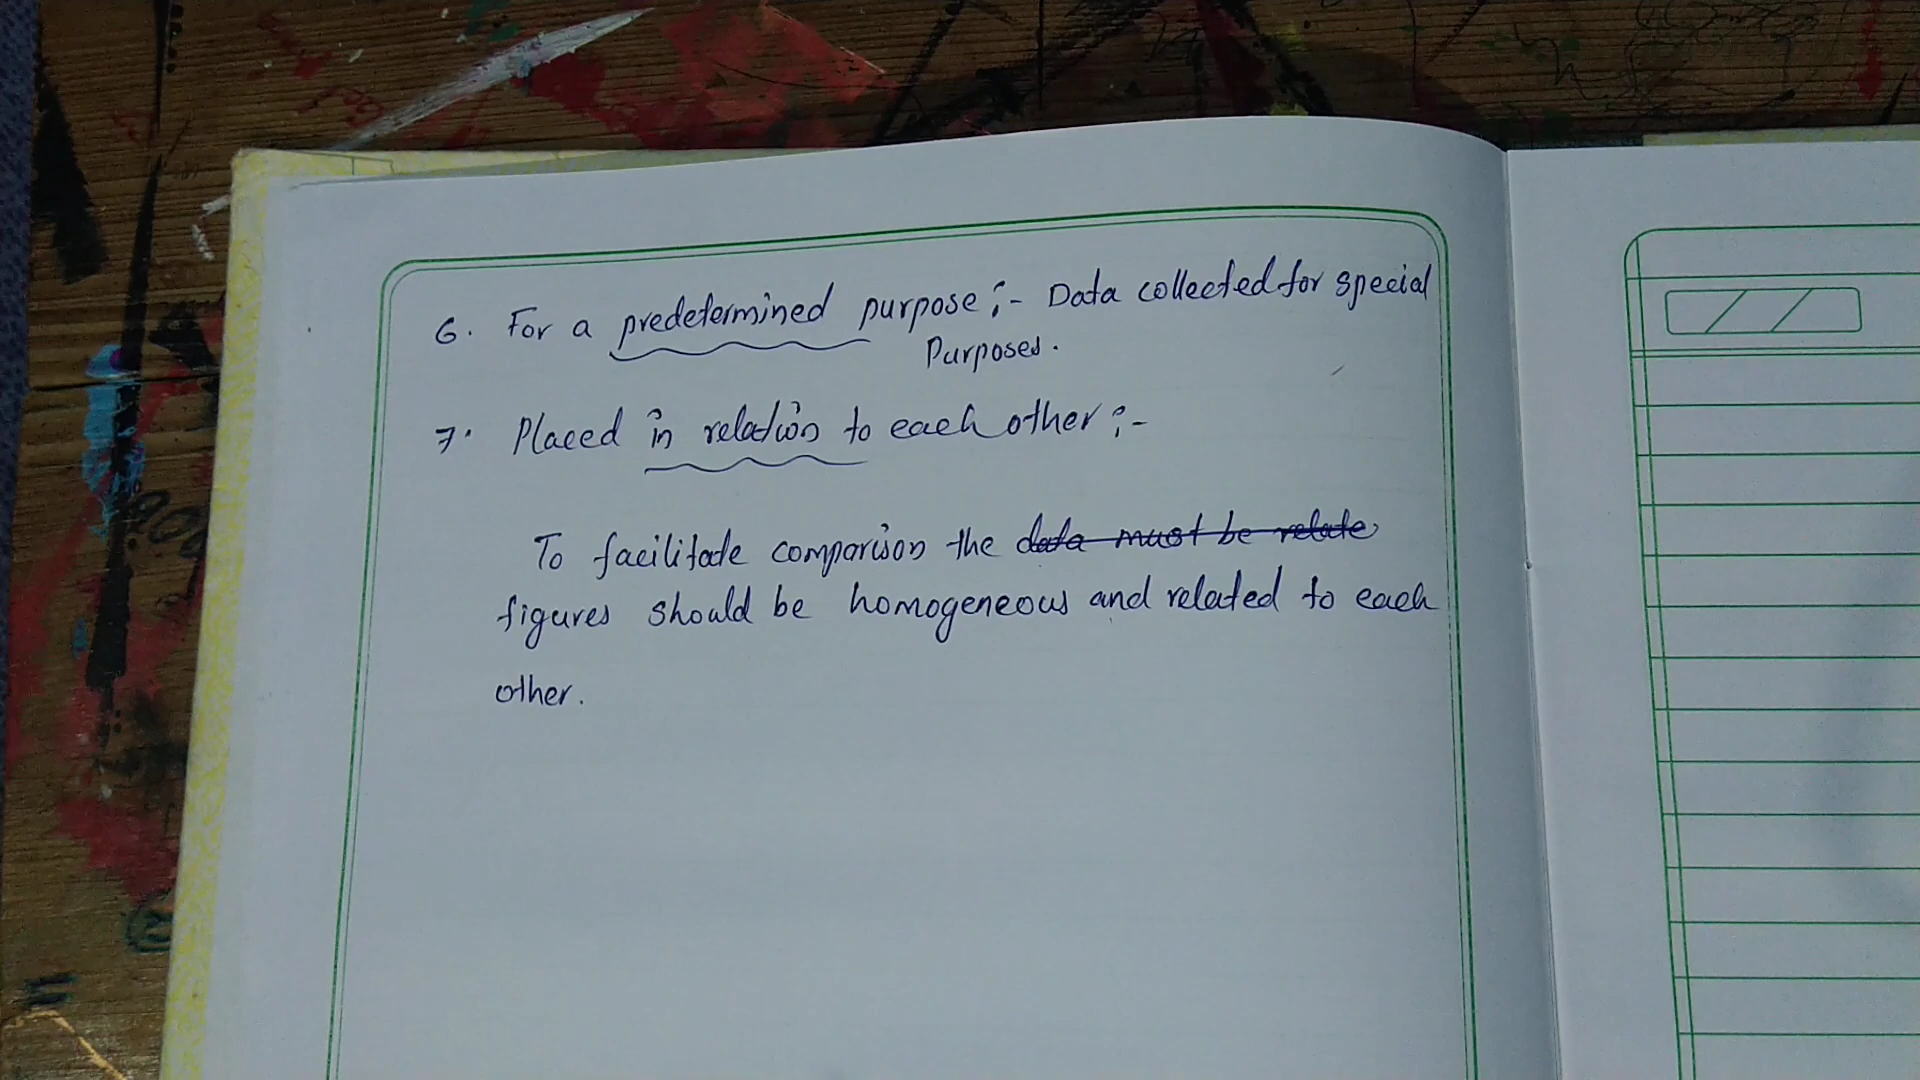 6. For a predetermined purpose :- Data collected for special
Purposes.
7. Placed in relation to each other :-
To facilitate comparison the data must be relate
figures should be homogeneous and related to each
other.